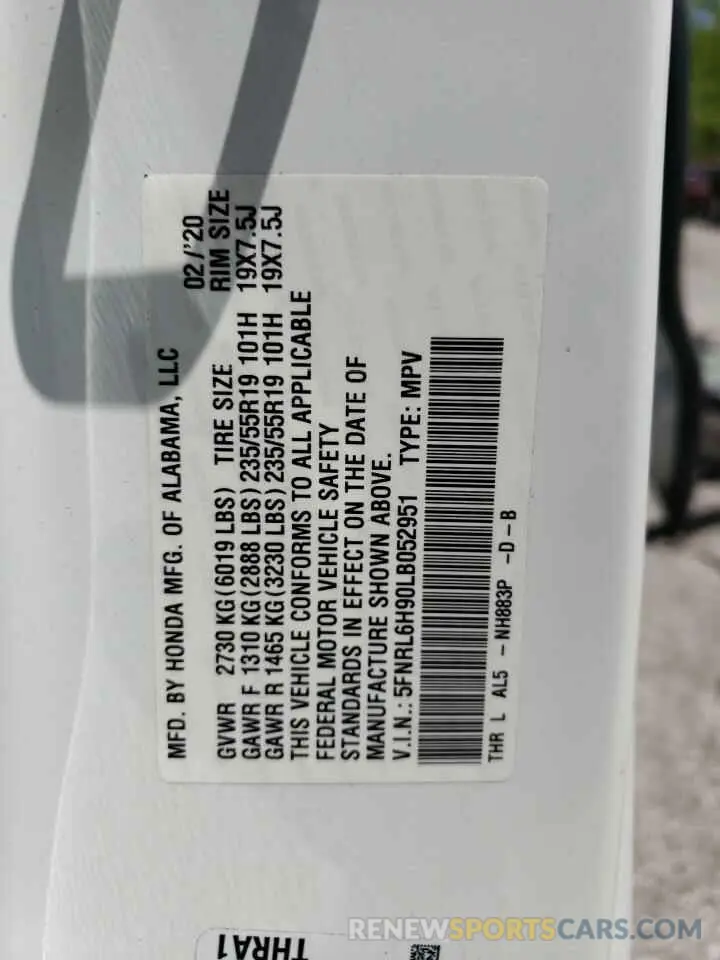 MFD. BY HONDA MFG. OF ALABAMA, LLC 02/'20
GVWR 2730 KG(6019 LBS) TIRE SIZE RIM SIZE
GAWR F 1310 KG(2888 LBS)235/55R19 101H 19X7.5J
GAWR R 1465 KG(3230 LBS)235/55R19 101H 19X7.5J
THIS VEHICLE CONFORMS TO ALL APPLICABLE
FEDERAL MOTOR VEHICLE SAFETY
STANDARDS IN EFFECT ON THE DATE OF
MANUFACTURE SHOWN ABOVE.
V.I.N.: 5FNRL6H90LB052951 TYPE: MPV
THR L AL5 - NH883P -D-B
THRA1
RENEWSPORTSCARS.COM